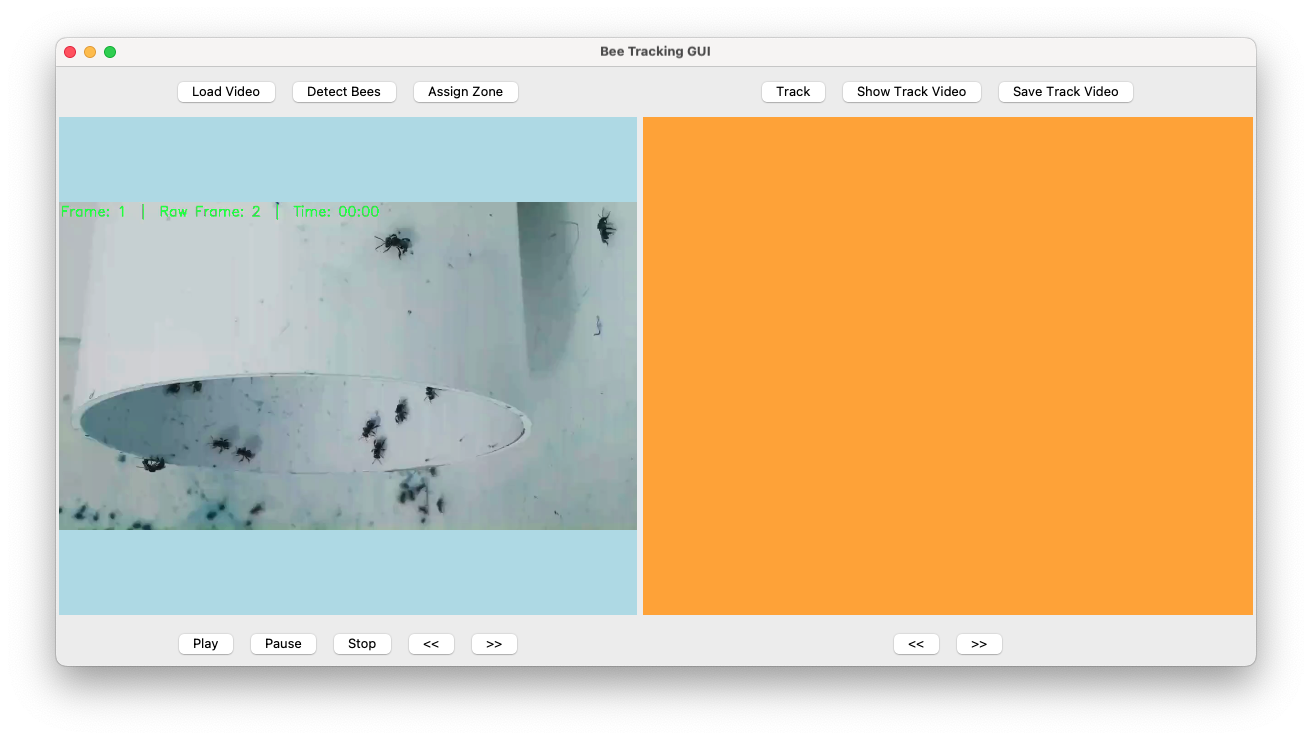 Bee Tracking GUI
Load Video Detect Bees Assign Zone Track Show Track Video Save Track Video
Frame: 1 | Raw Frame: 2 | Time: 00:00
Play Pause Stop << >> << >>